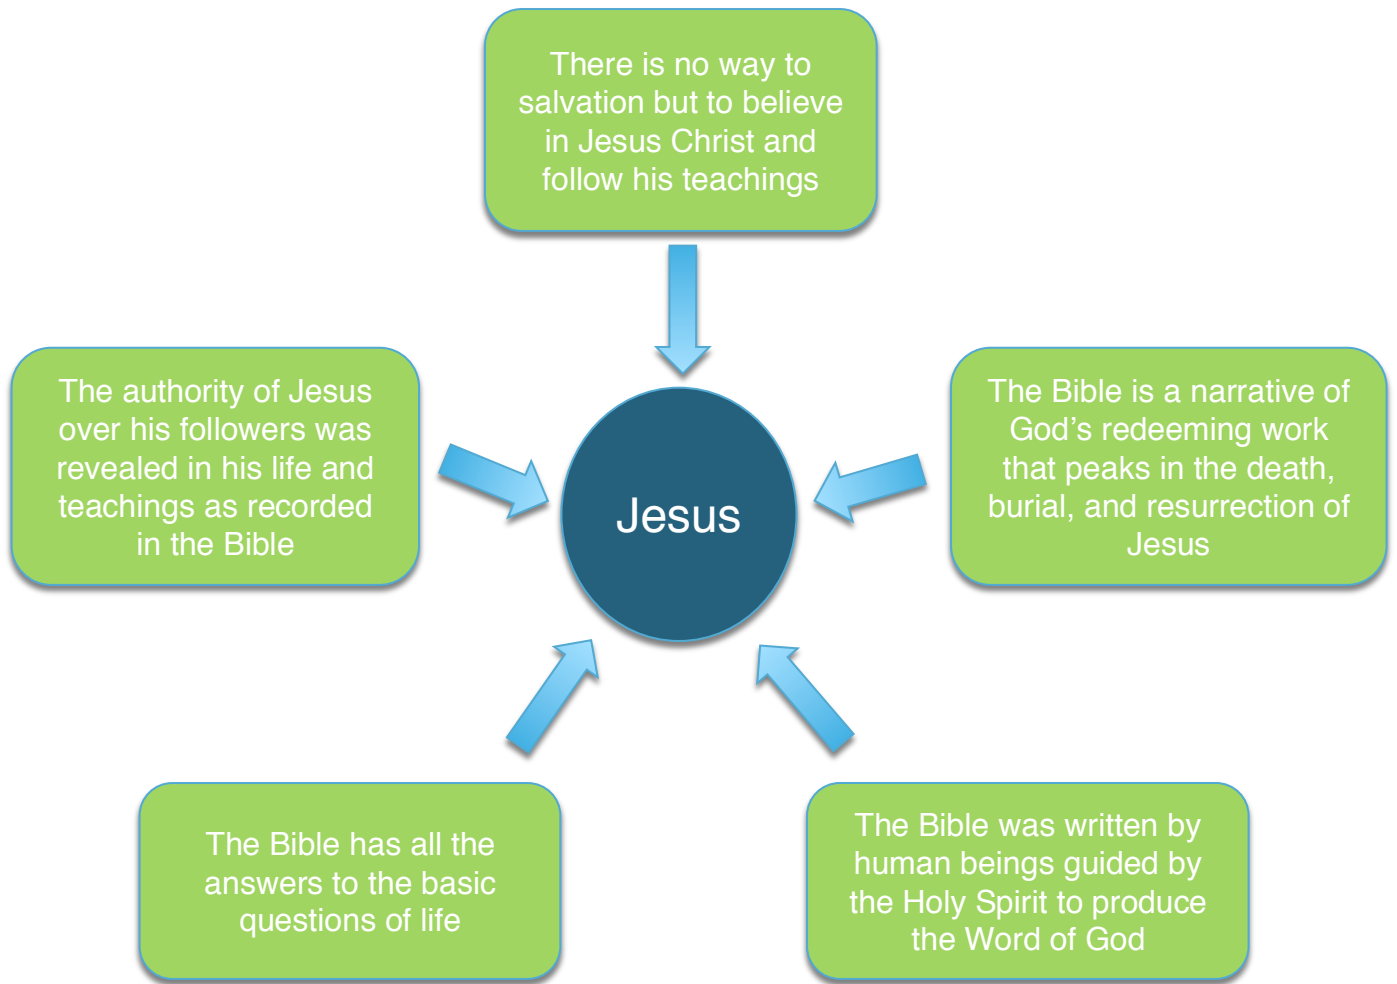 There is no way to
salvation but to believe
in Jesus Christ and
follow his teachings
The authority of Jesus
over his followers was
revealed in his life and
teachings as recorded
in the Bible
Jesus
The Bible is a narrative of
God’s redeeming work
that peaks in the death,
burial, and resurrection of
Jesus
The Bible has all the
answers to the basic
questions of life
The Bible was written by
human beings guided by
the Holy Spirit to produce
the Word of God